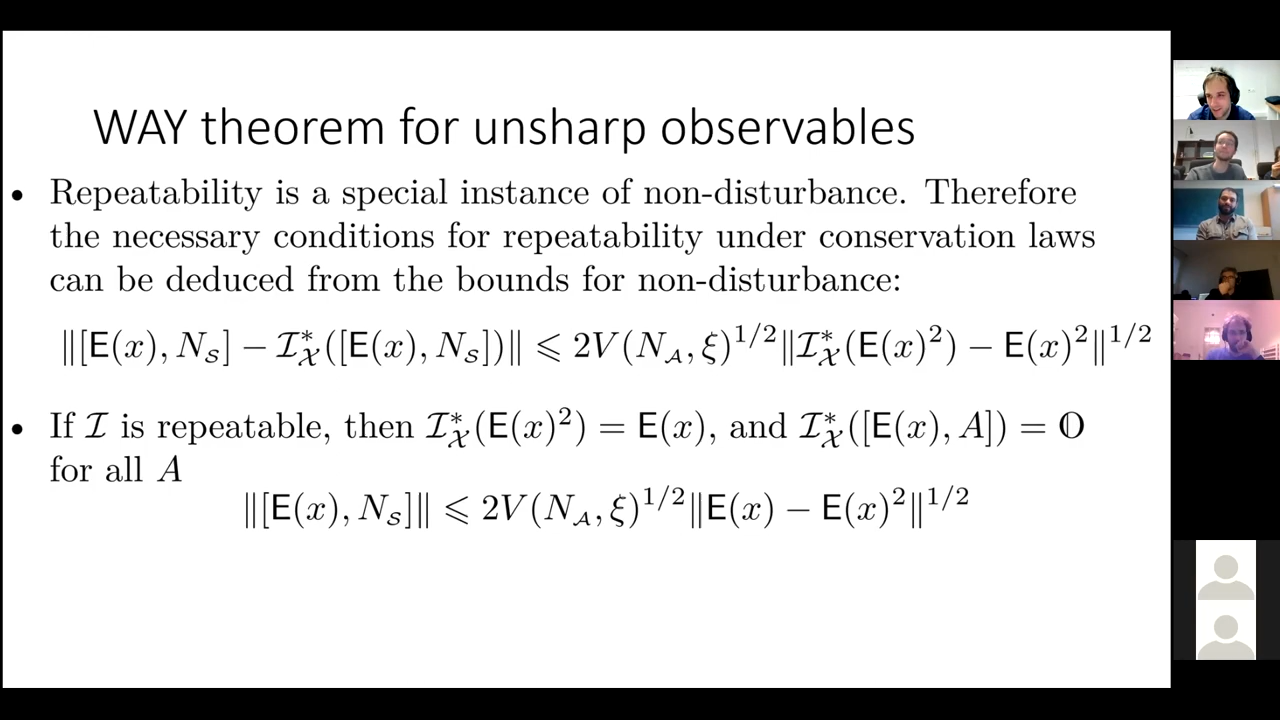 WAY theorem for unsharp observables
• Repeatability is a special instance of non-disturbance. Therefore
the necessary conditions for repeatability under conservation laws
can be deduced from the bounds for non-disturbance:
‖[E(x), N_𝒮] − ℐ*_𝒳([E(x), N_𝒮])‖ ⩽ 2V(N_𝒜, ξ)^{1/2}‖ℐ*_𝒳(E(x)²) − E(x)²‖^{1/2}
• If ℐ is repeatable, then ℐ*_𝒳(E(x)²) = E(x), and ℐ*_𝒳([E(x), A]) = 𝕆
for all A
‖[E(x), N_𝒮]‖ ⩽ 2V(N_𝒜, ξ)^{1/2}‖E(x) − E(x)²‖^{1/2}